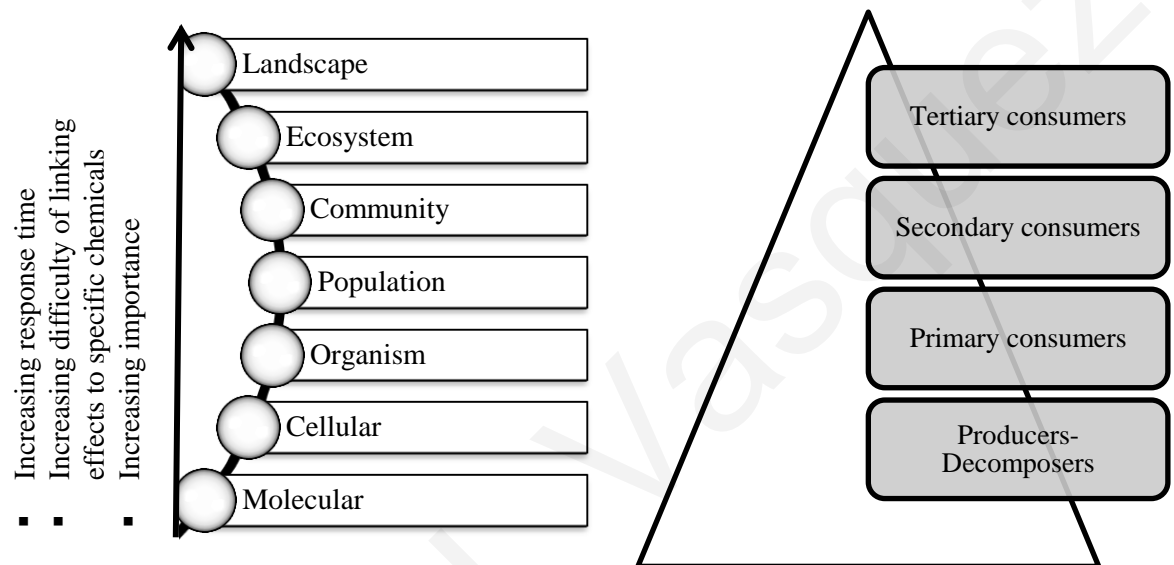 Increasing response time
Increasing difficulty of linking
effects to specific chemicals
Increasing importance
Landscape
Ecosystem
Community
Population
Organism
Cellular
Molecular
Tertiary consumers
Secondary consumers
Primary consumers
Producers-
Decomposers